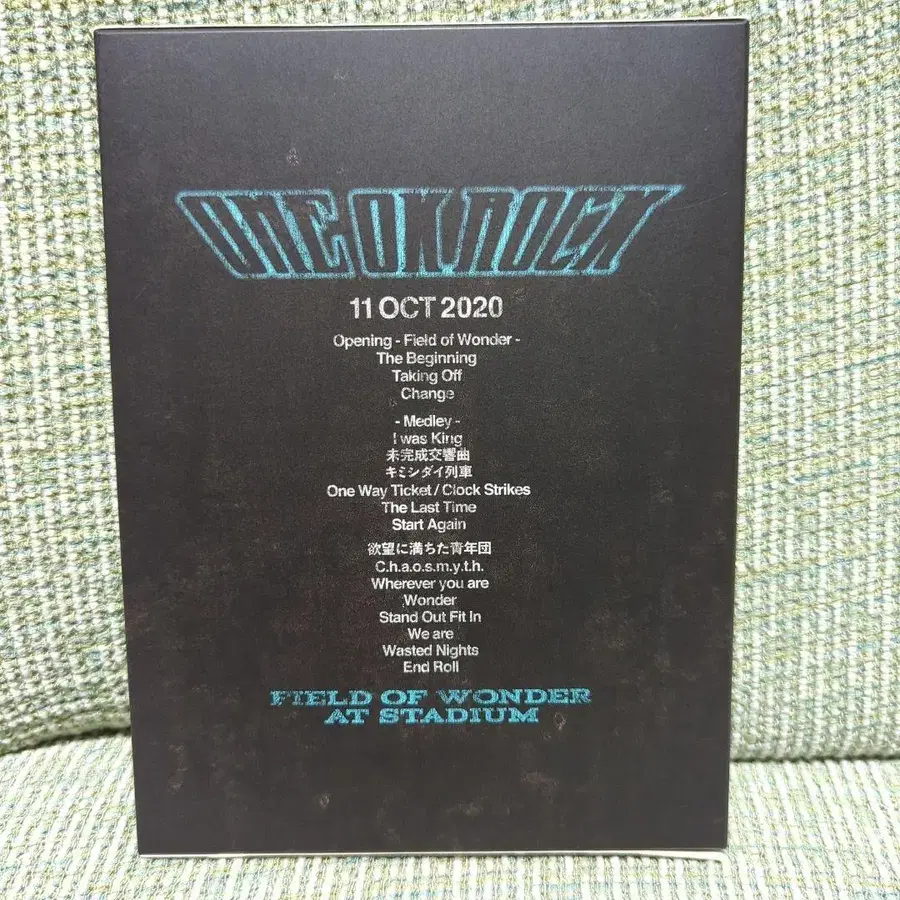 ONE OK ROCK
11 OCT 2020
Opening - Field of Wonder -
The Beginning
Taking Off
Change
- Medley -
I was King
未完成交響曲
キミシダイ列車
One Way Ticket / Clock Strikes
The Last Time
Start Again
欲望に満ちた青年団
C.h.a.o.s.m.y.t.h.
Wherever you are
Wonder
Stand Out Fit In
We are
Wasted Nights
End Roll
FIELD OF WONDER
AT STADIUM